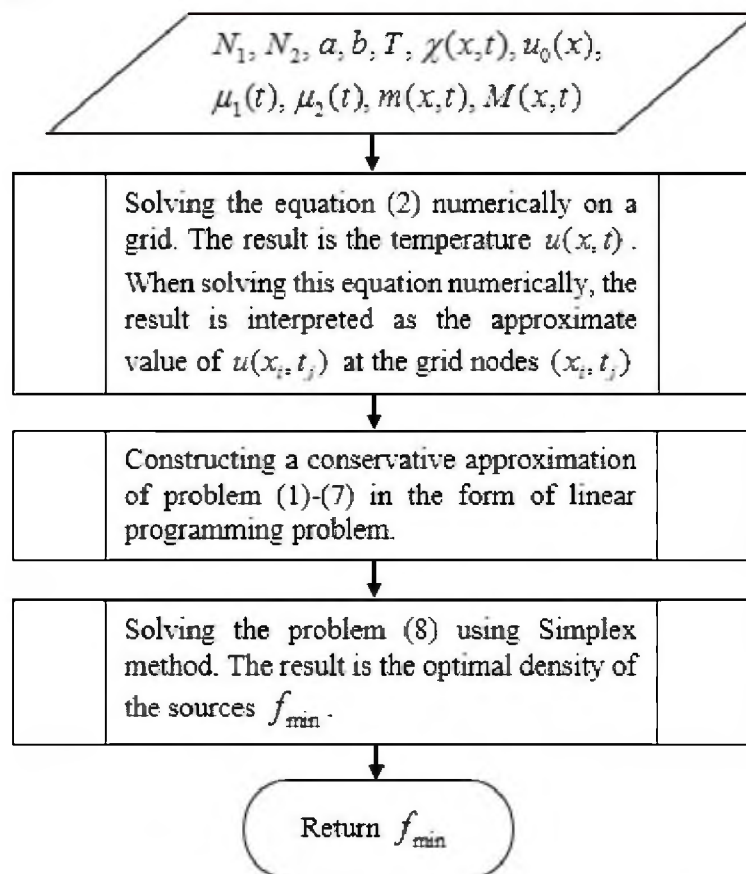 N₁, N₂, a, b, T, χ(x,t), u₀(x),
μ₁(t), μ₂(t), m(x,t), M(x,t)
Solving the equation (2) numerically on a
grid. The result is the temperature u(x,t).
When solving this equation numerically, the
result is interpreted as the approximate
value of u(xᵢ,tⱼ) at the grid nodes (xᵢ,tⱼ)
Constructing a conservative approximation
of problem (1)-(7) in the form of linear
programming problem.
Solving the problem (8) using Simplex
method. The result is the optimal density of
the sources f_min.
Return f_min